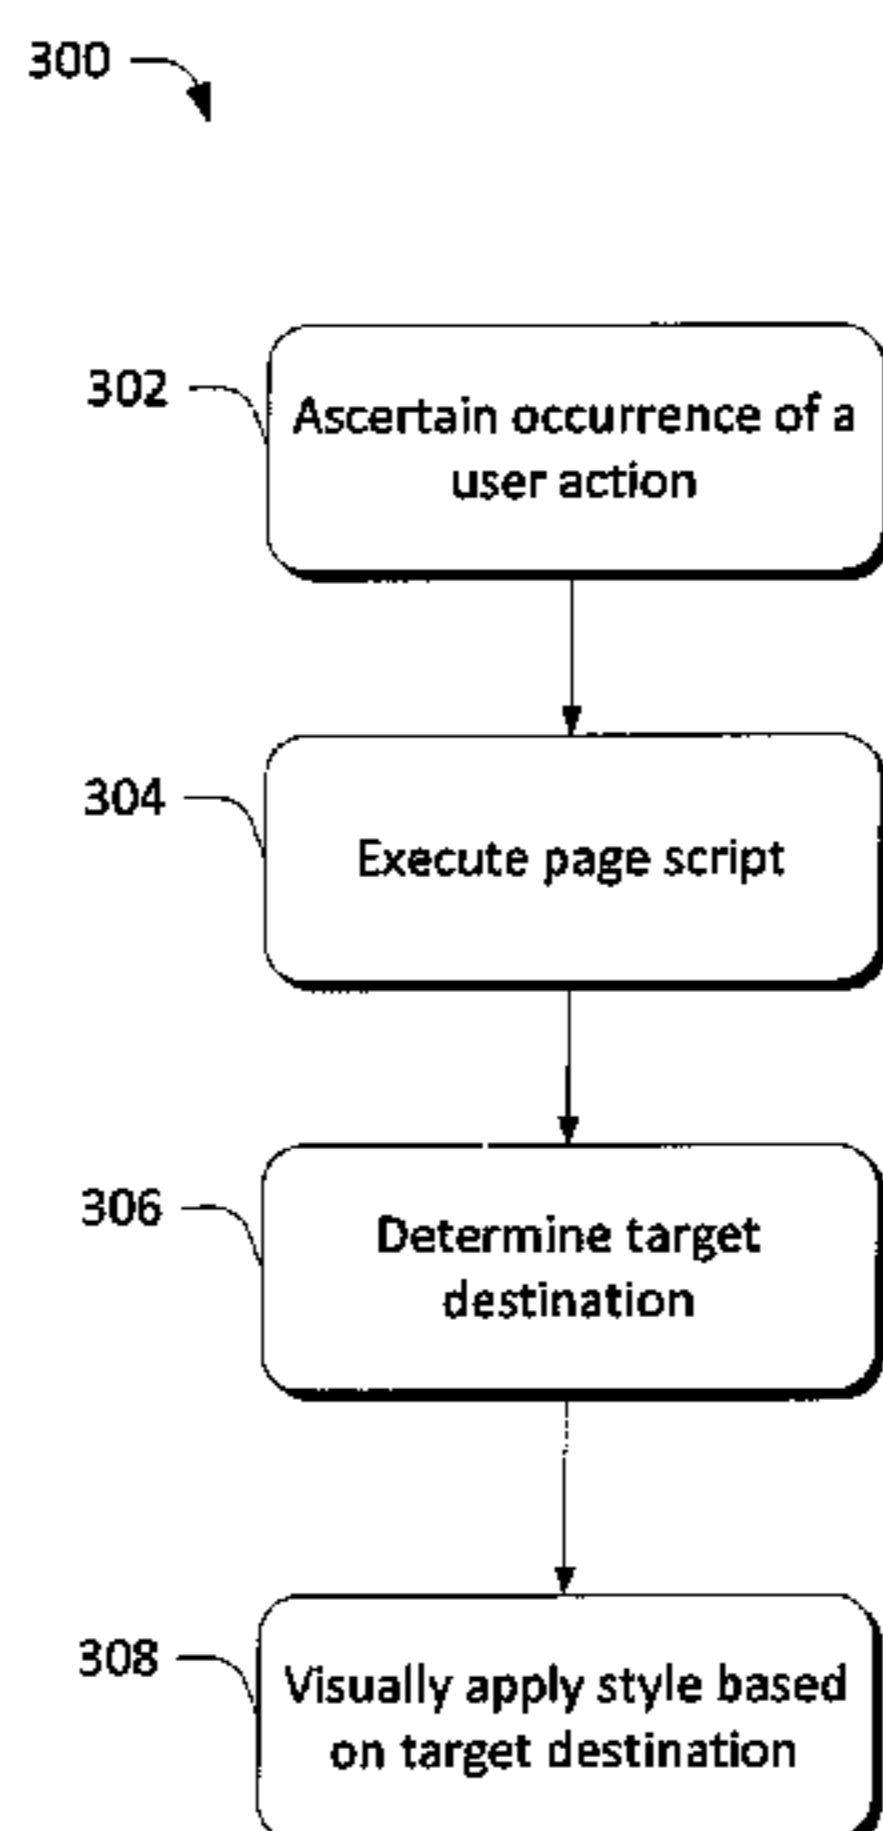 300
302
Ascertain occurrence of a
user action
304
Execute page script
306
Determine target
destination
308
Visually apply style based
on target destination